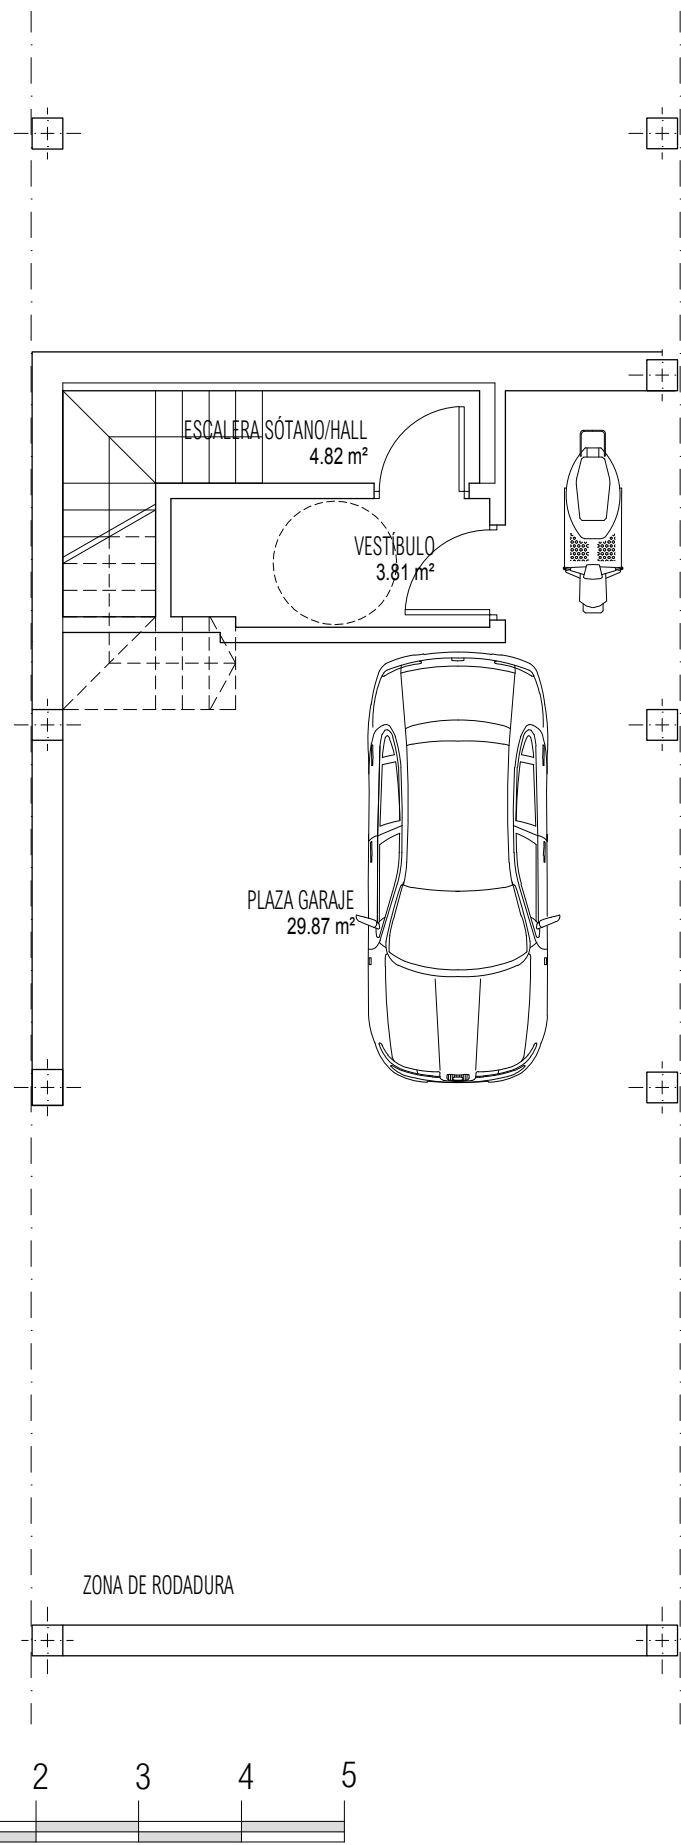 ESCALERA SÓTANO/HALL
4.82 m²
VESTÍBULO
3.81 m²
PLAZA GARAJE
29.87 m²
ZONA DE RODADURA
2 3 4 5